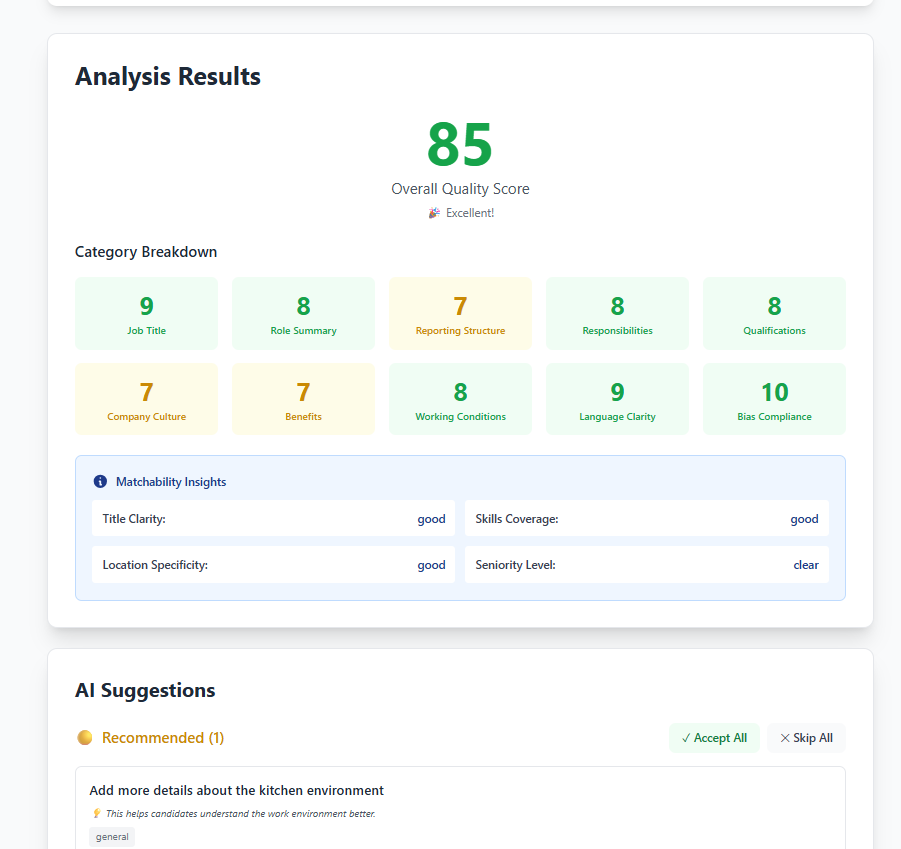 Analysis Results
85
Overall Quality Score
🎉 Excellent!
Category Breakdown
9
Job Title
8
Role Summary
7
Reporting Structure
8
Responsibilities
8
Qualifications
7
Company Culture
7
Benefits
8
Working Conditions
9
Language Clarity
10
Bias Compliance
Matchability Insights
Title Clarity: good
Skills Coverage: good
Location Specificity: good
Seniority Level: clear
AI Suggestions
Recommended (1)
✓ Accept All
✕ Skip All
Add more details about the kitchen environment
💡 This helps candidates understand the work environment better.
general